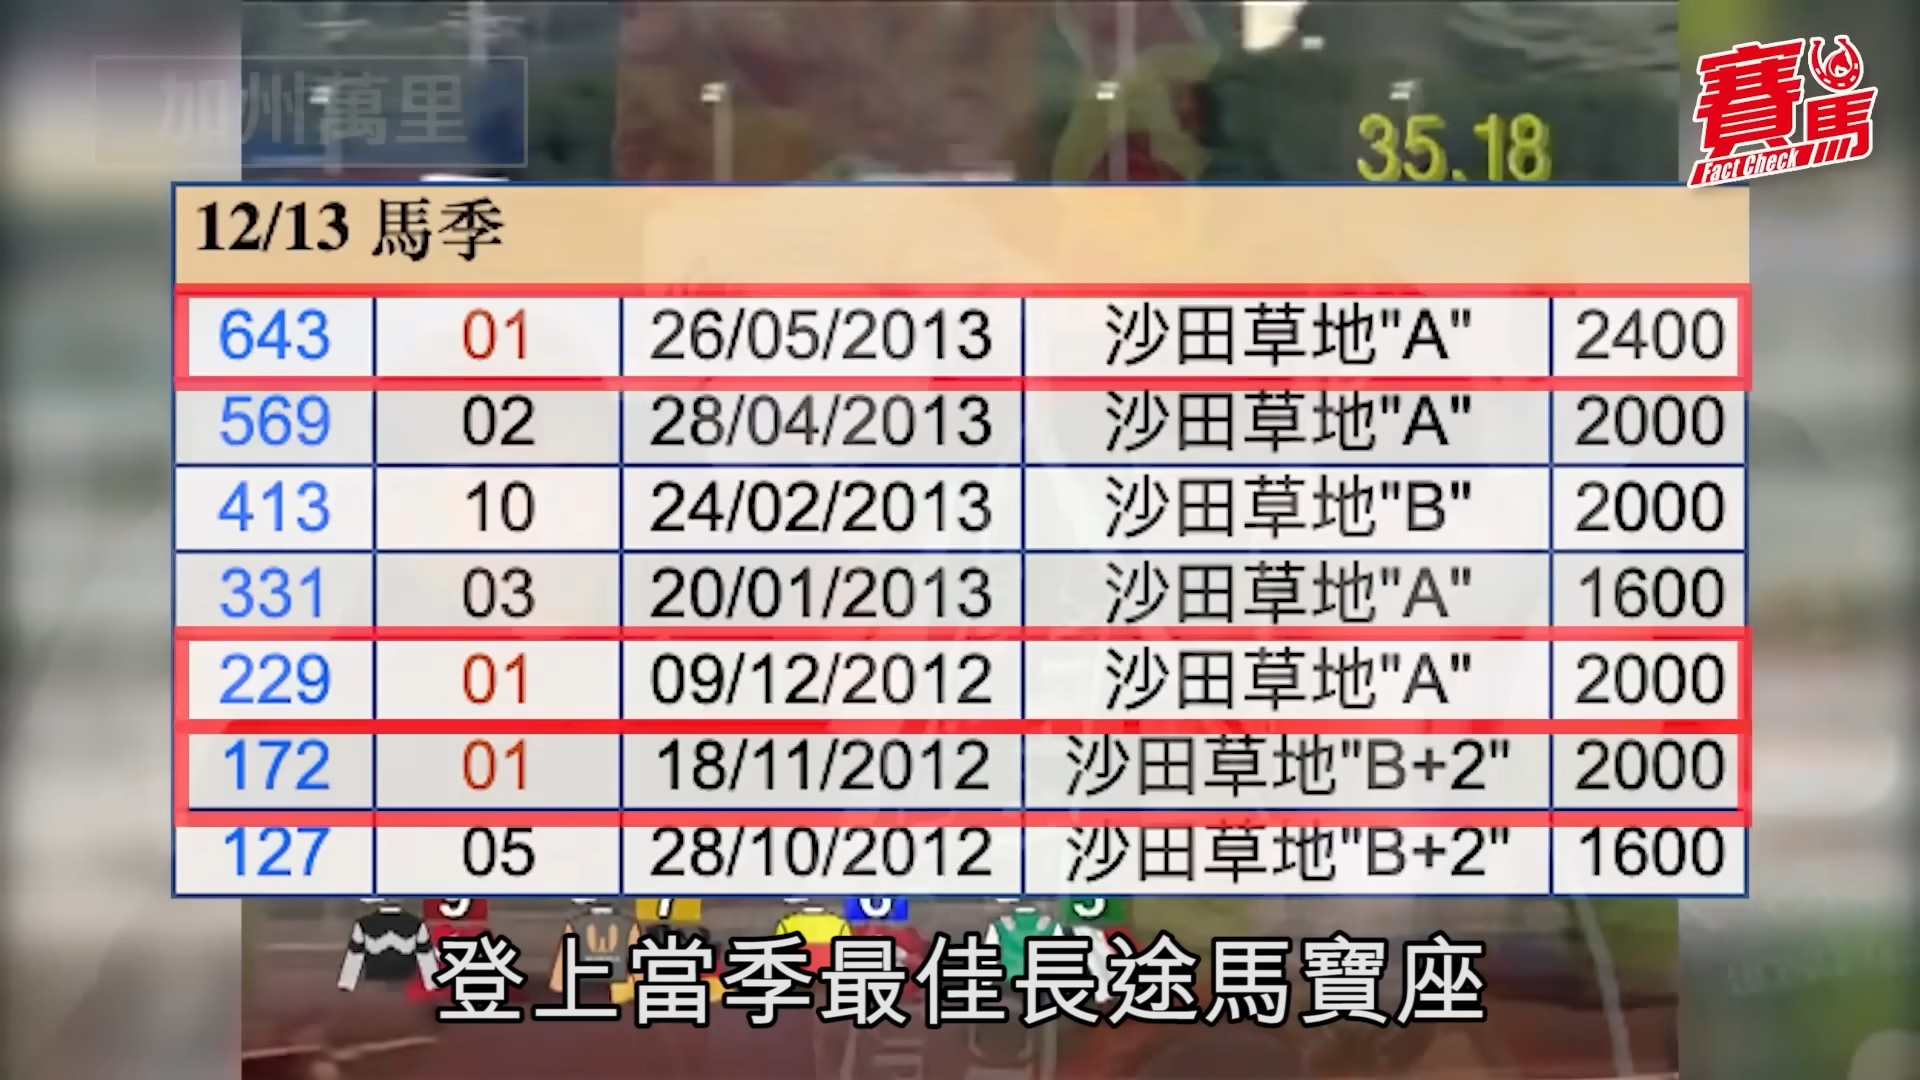 加州萬里
35.18
賽馬
Fact Check
12/13 馬季
643 01 26/05/2013 沙田草地"A" 2400
569 02 28/04/2013 沙田草地"A" 2000
413 10 24/02/2013 沙田草地"B" 2000
331 03 20/01/2013 沙田草地"A" 1600
229 01 09/12/2012 沙田草地"A" 2000
172 01 18/11/2012 沙田草地"B+2" 2000
127 05 28/10/2012 沙田草地"B+2" 1600
9 7 6 5
登上當季最佳長途馬寶座